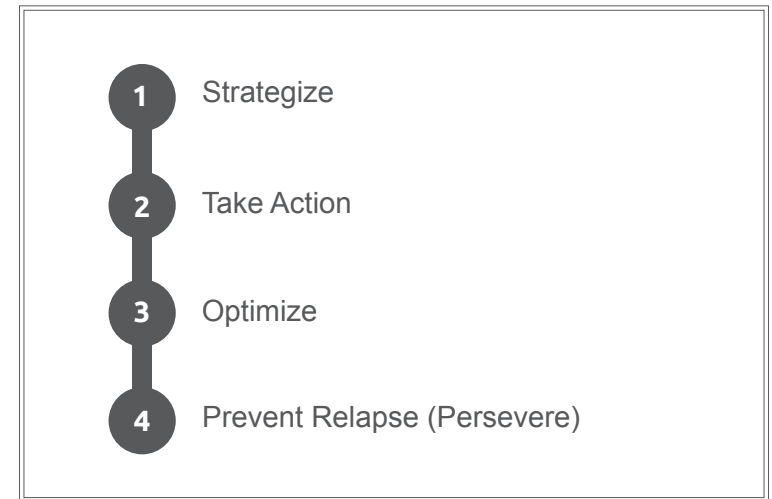 1 Strategize
2 Take Action
3 Optimize
4 Prevent Relapse (Persevere)